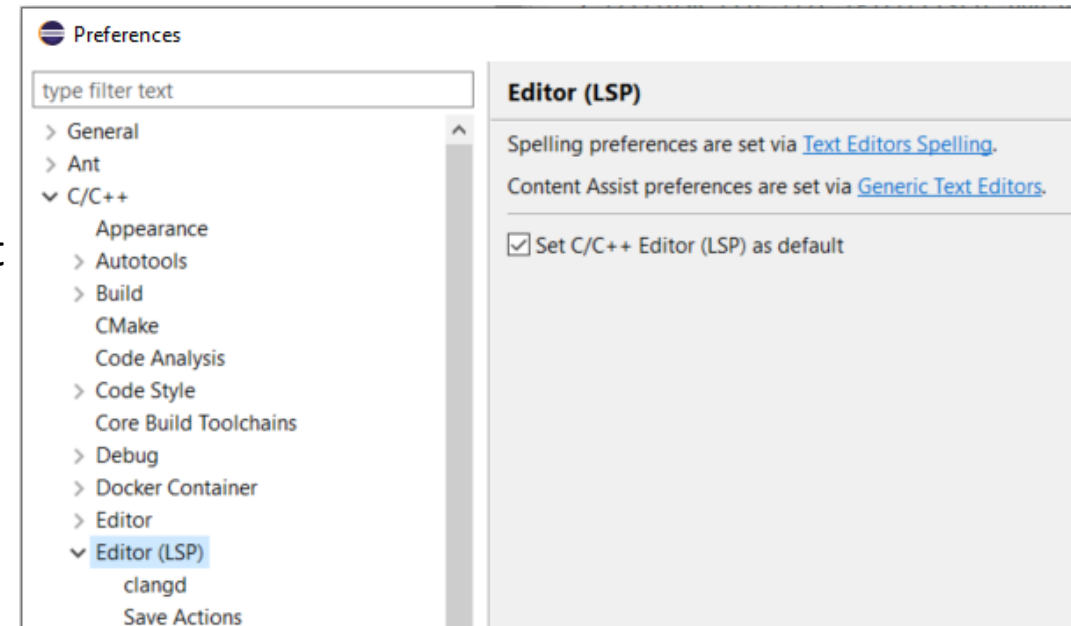 Preferences
type filter text
General
Ant
C/C++
Appearance
Autotools
Build
CMake
Code Analysis
Code Style
Core Build Toolchains
Debug
Docker Container
Editor
Editor (LSP)
clangd
Save Actions
Editor (LSP)
Spelling preferences are set via Text Editors Spelling.
Content Assist preferences are set via Generic Text Editors.
Set C/C++ Editor (LSP) as default